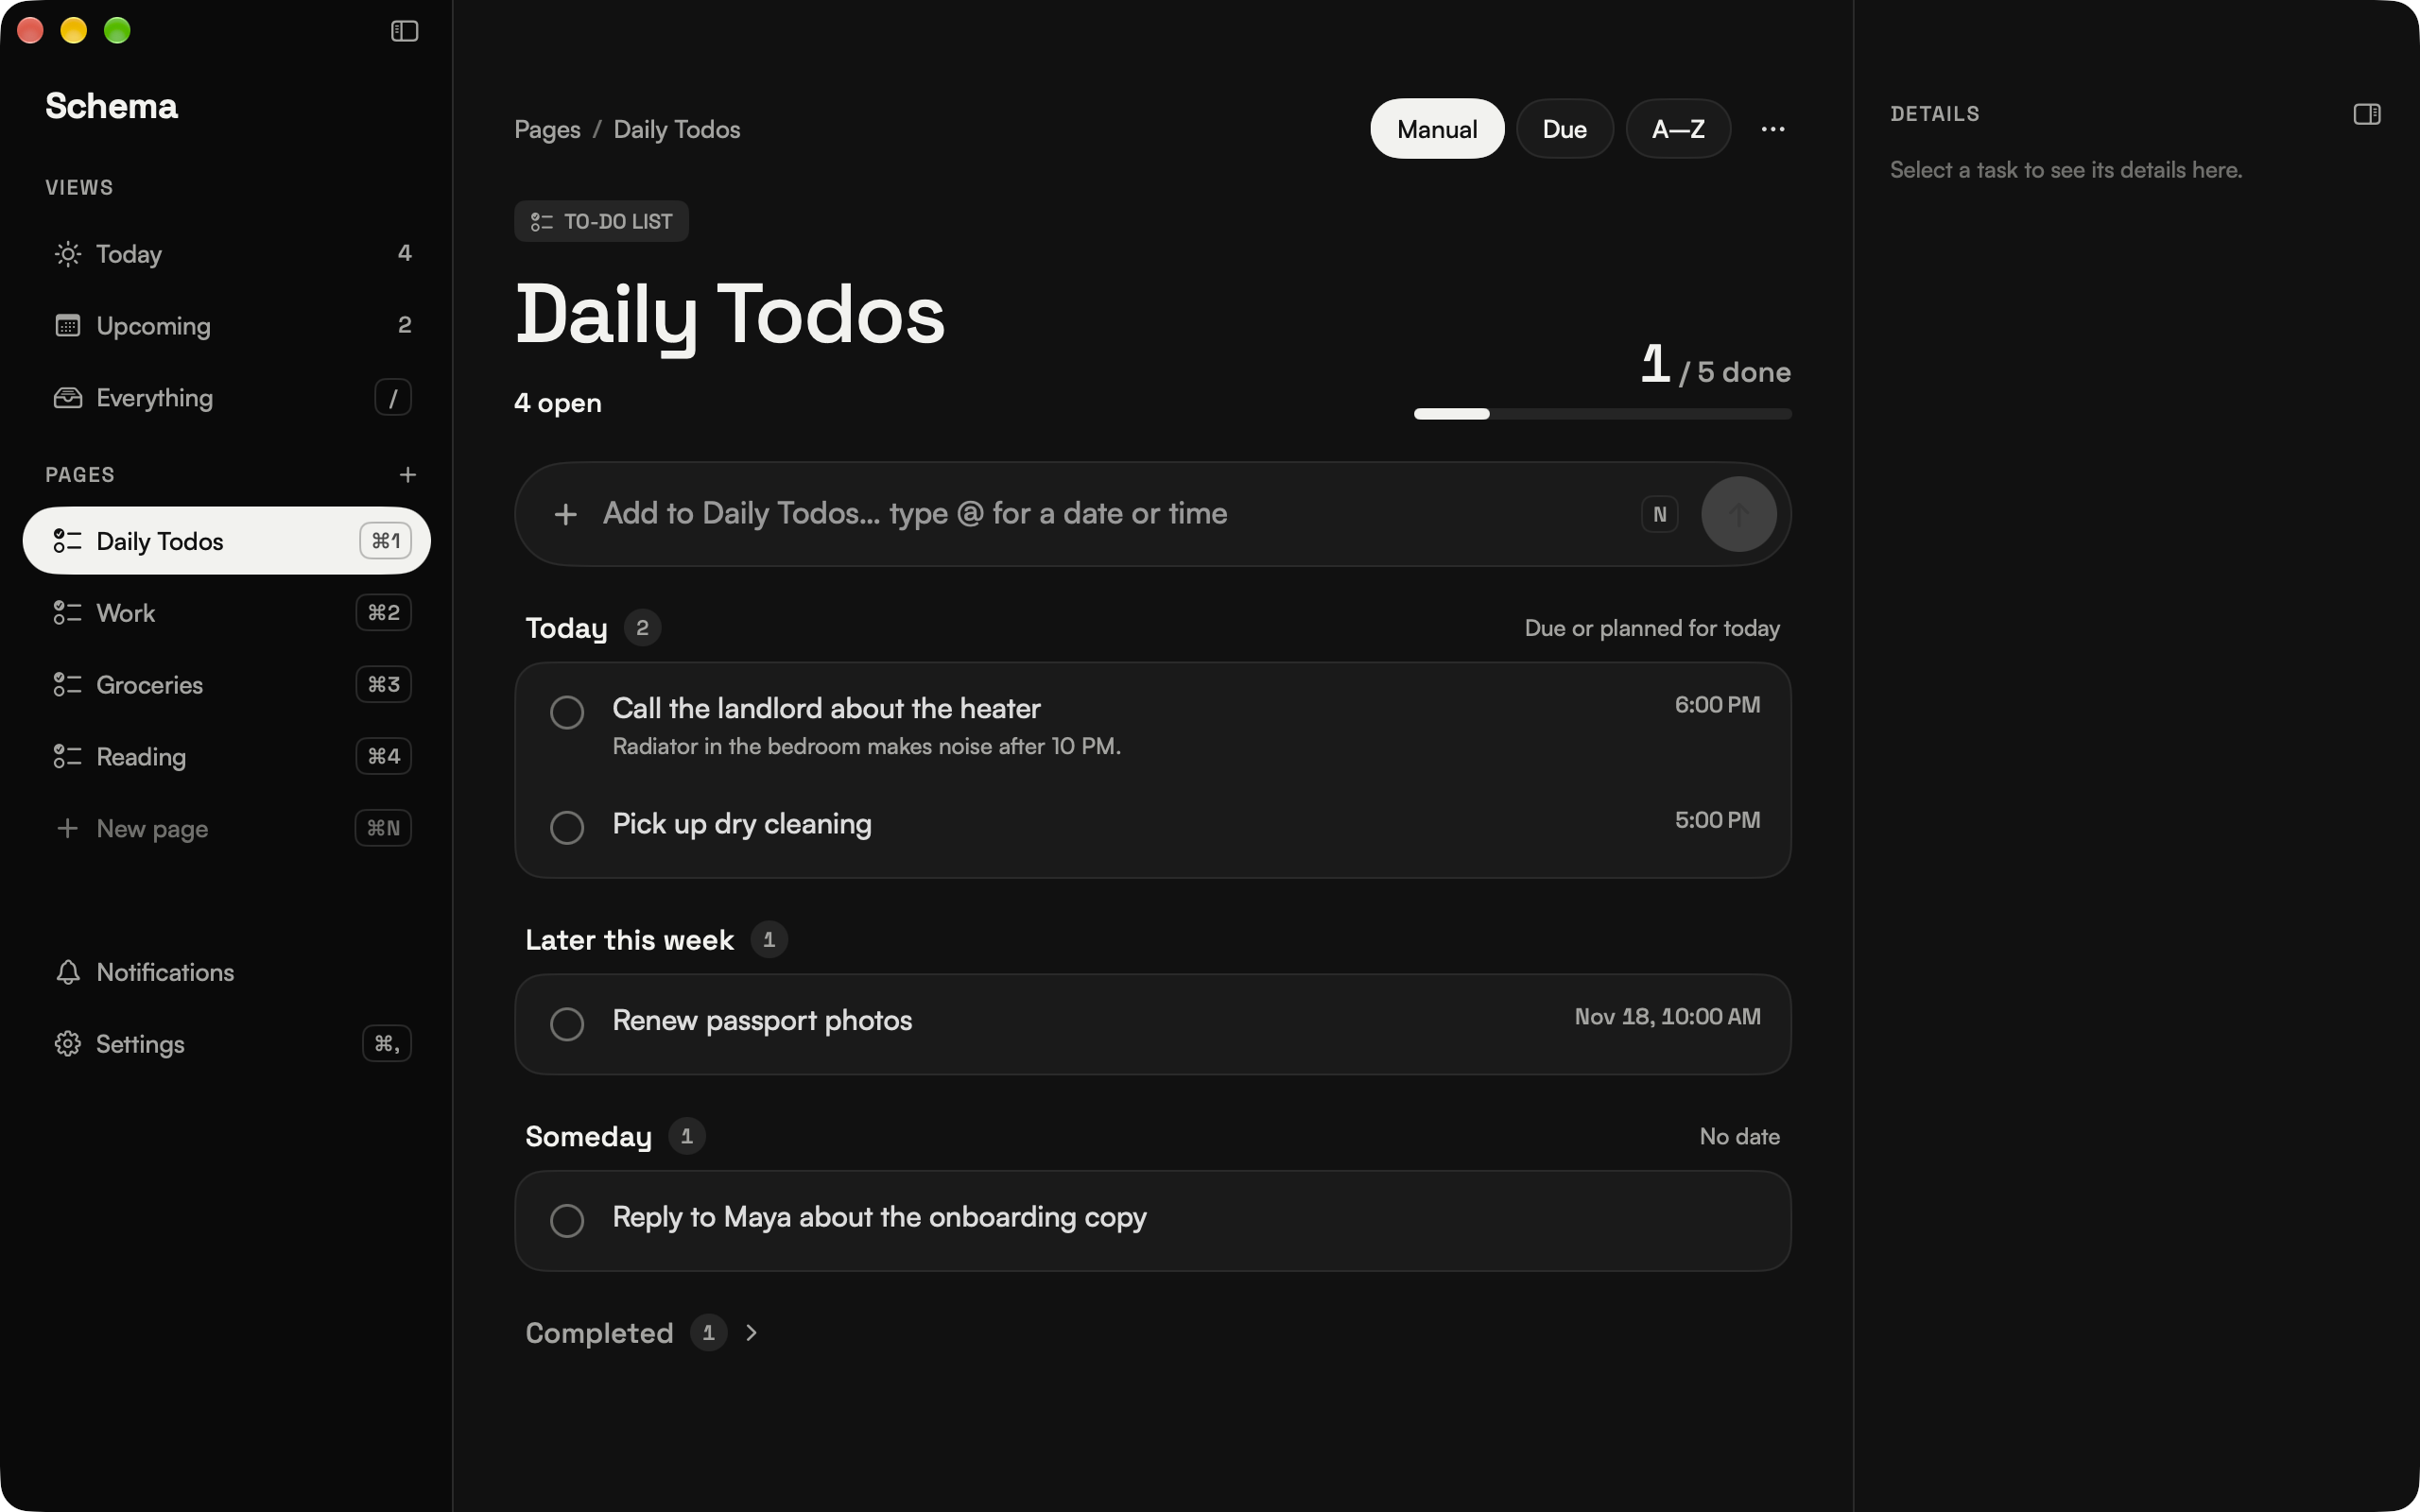 Schema
VIEWS
Today 4
Upcoming 2
Everything /
PAGES +
Daily Todos ⌘1
Work ⌘2
Groceries ⌘3
Reading ⌘4
+ New page ⌘N
Notifications
Settings ⌘,
Pages / Daily Todos
Manual Due A—Z ···
TO-DO LIST
Daily Todos
4 open
1 / 5 done
+ Add to Daily Todos... type @ for a date or time N
Today 2 Due or planned for today
Call the landlord about the heater 6:00 PM
Radiator in the bedroom makes noise after 10 PM.
Pick up dry cleaning 5:00 PM
Later this week 1
Renew passport photos Nov 18, 10:00 AM
Someday 1 No date
Reply to Maya about the onboarding copy
Completed 1
DETAILS
Select a task to see its details here.